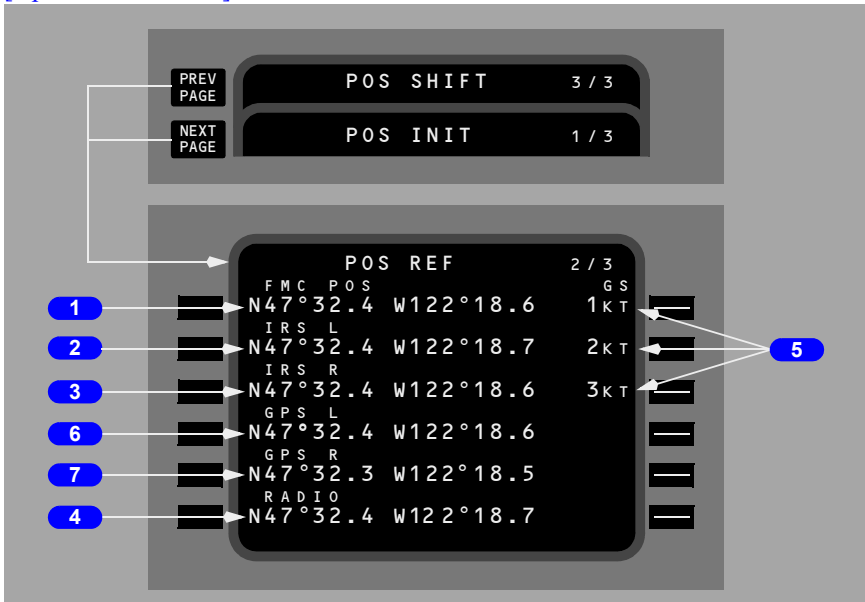 PREV
PAGE
POS SHIFT 3/3
NEXT
PAGE
POS INIT 1/3
POS REF 2/3
FMC POS GS
1 N47°32.4 W122°18.6 1KT
IRS L
2 N47°32.4 W122°18.7 2KT 5
IRS R
3 N47°32.4 W122°18.6 3KT
GPS L
6 N47°32.4 W122°18.6
GPS R
7 N47°32.3 W122°18.5
RADIO
4 N47°32.4 W122°18.7